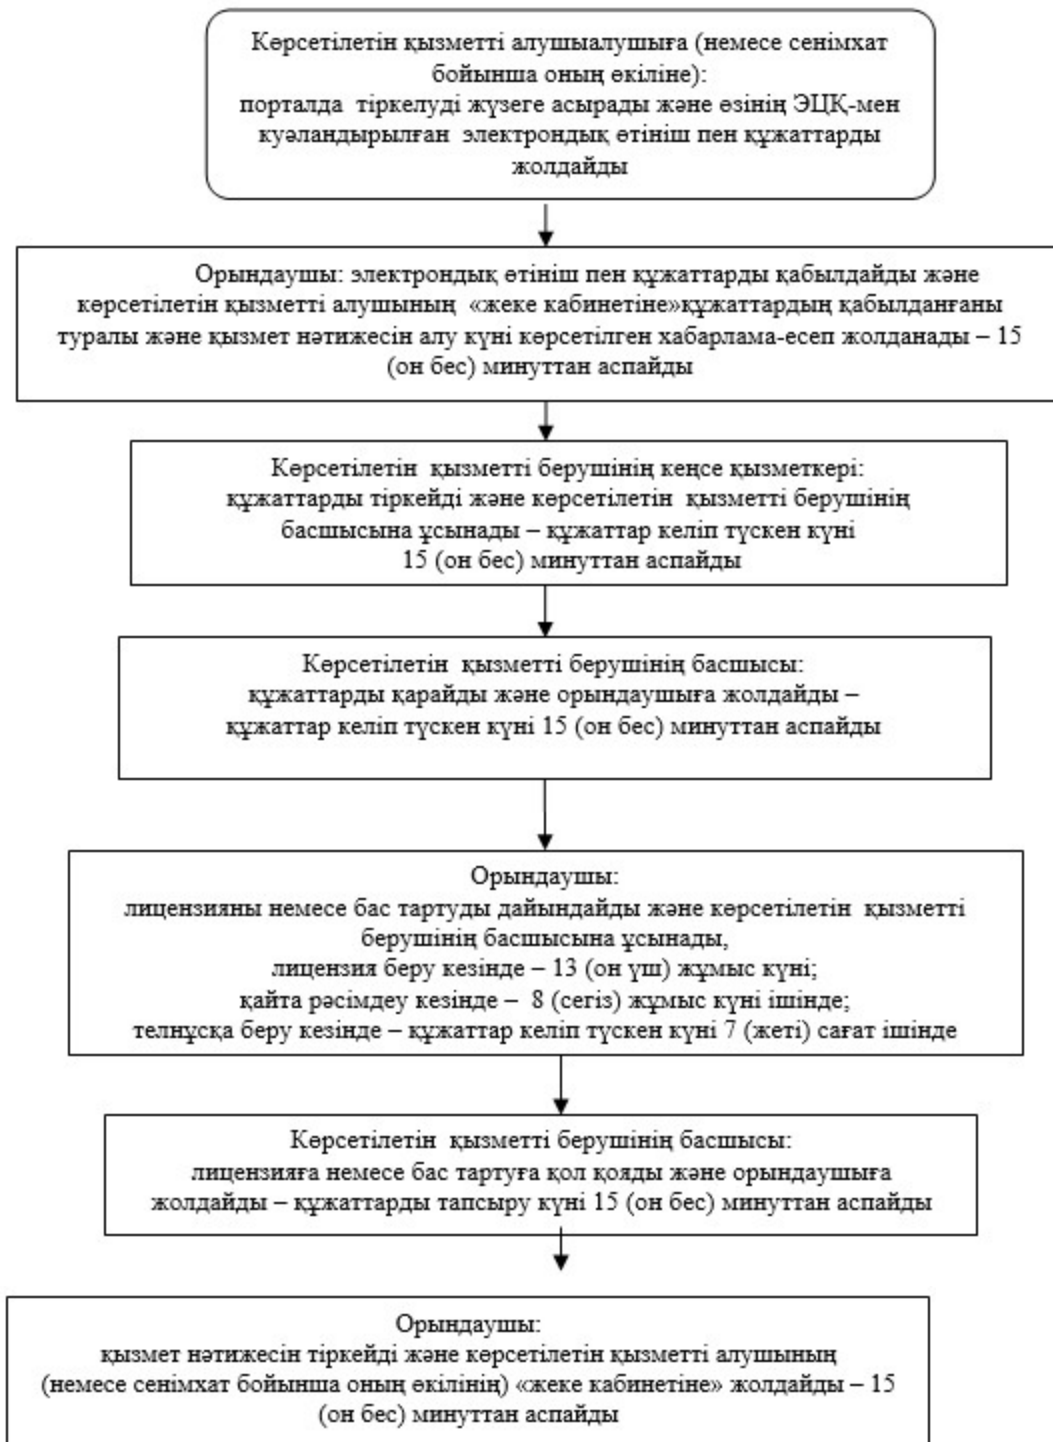 Көрсетілетін қызметті алушыалушыға (немесе сенімхат
бойынша оның өкіліне):
порталда тіркелуді жүзеге асырады және өзінің ЭЦҚ-мен
куәландырылған электрондық өтініш пен құжаттарды
жолдайды
Орындаушы: электрондық өтініш пен құжаттарды қабылдайды және
көрсетілетін қызметті алушының «жеке кабинетіне»құжаттардың қабылданғаны
туралы және қызмет нәтижесін алу күні көрсетілген хабарлама-есеп жолданады – 15
(он бес) минуттан аспайды
Көрсетілетін қызметті берушінің кеңсе қызметкері:
құжаттарды тіркейді және көрсетілетін қызметті берушінің
басшысына ұсынады – құжаттар келіп түскен күні
15 (он бес) минуттан аспайды
Көрсетілетін қызметті берушінің басшысы:
құжаттарды қарайды және орындаушыға жолдайды –
құжаттар келіп түскен күні 15 (он бес) минуттан аспайды
Орындаушы:
лицензияны немесе бас тартуды дайындайды және көрсетілетін қызметті
берушінің басшысына ұсынады,
лицензия беру кезінде – 13 (он үш) жұмыс күні;
қайта рәсімдеу кезінде – 8 (сегіз) жұмыс күні ішінде;
телнұсқа беру кезінде – құжаттар келіп түскен күні 7 (жеті) сағат ішінде
Көрсетілетін қызметті берушінің басшысы:
лицензияға немесе бас тартуға қол қояды және орындаушыға
жолдайды – құжаттарды тапсыру күні 15 (он бес) минуттан аспайды
Орындаушы:
қызмет нәтижесін тіркейді және көрсетілетін қызметті алушының
(немесе сенімхат бойынша оның өкілінің) «жеке кабинетіне» жолдайды – 15
(он бес) минуттан аспайды